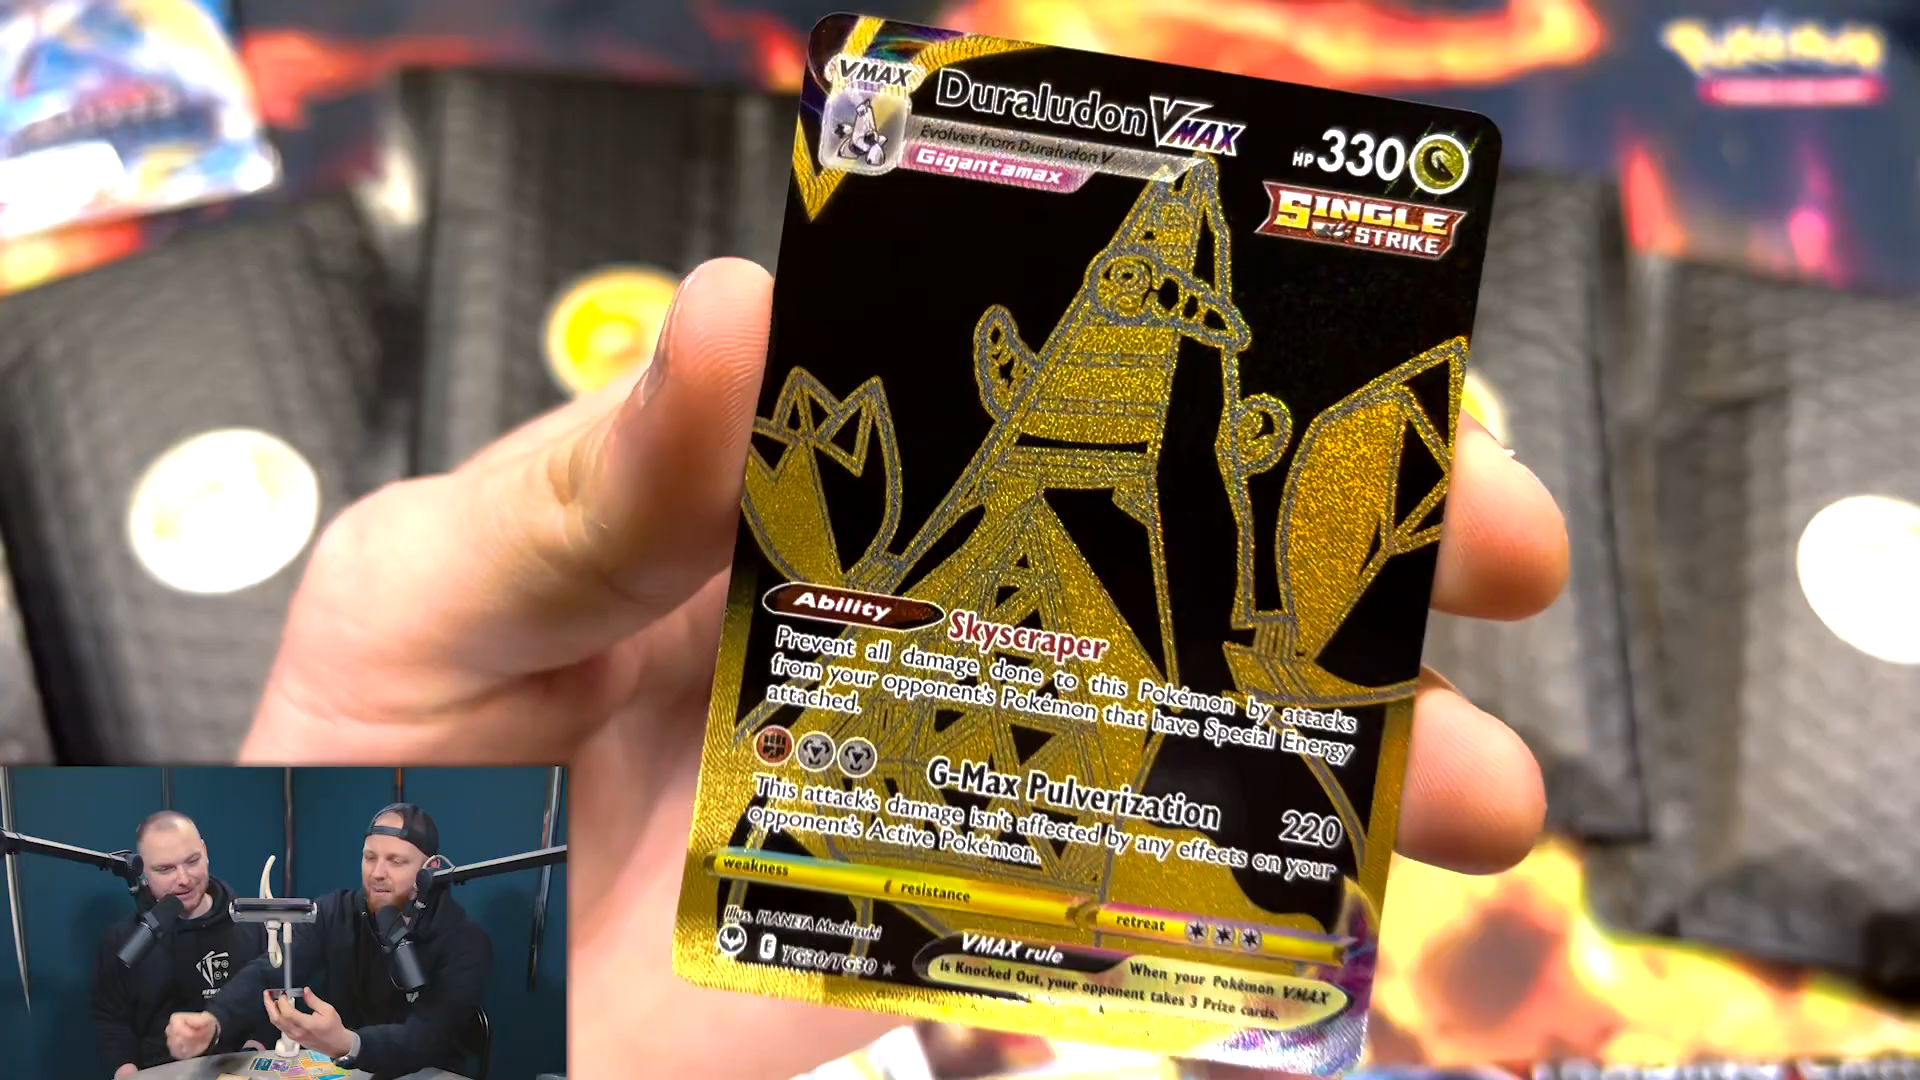 VMAX
Duraludon VMAX
HP 330
Evolves from Duraludon V
Gigantamax
SINGLE
STRIKE
Ability Skyscraper
Prevent all damage done to this Pokémon by attacks
from your opponent's Pokémon that have Special Energy
attached.
G-Max Pulverization 220
This attack's damage isn't affected by any effects on your
opponent's Active Pokémon.
weakness resistance retreat
Illus. PLANETA Mochizuki
E TG30/TG30
VMAX rule When your Pokémon VMAX
is Knocked Out, your opponent takes 3 Prize cards.
Pokémon